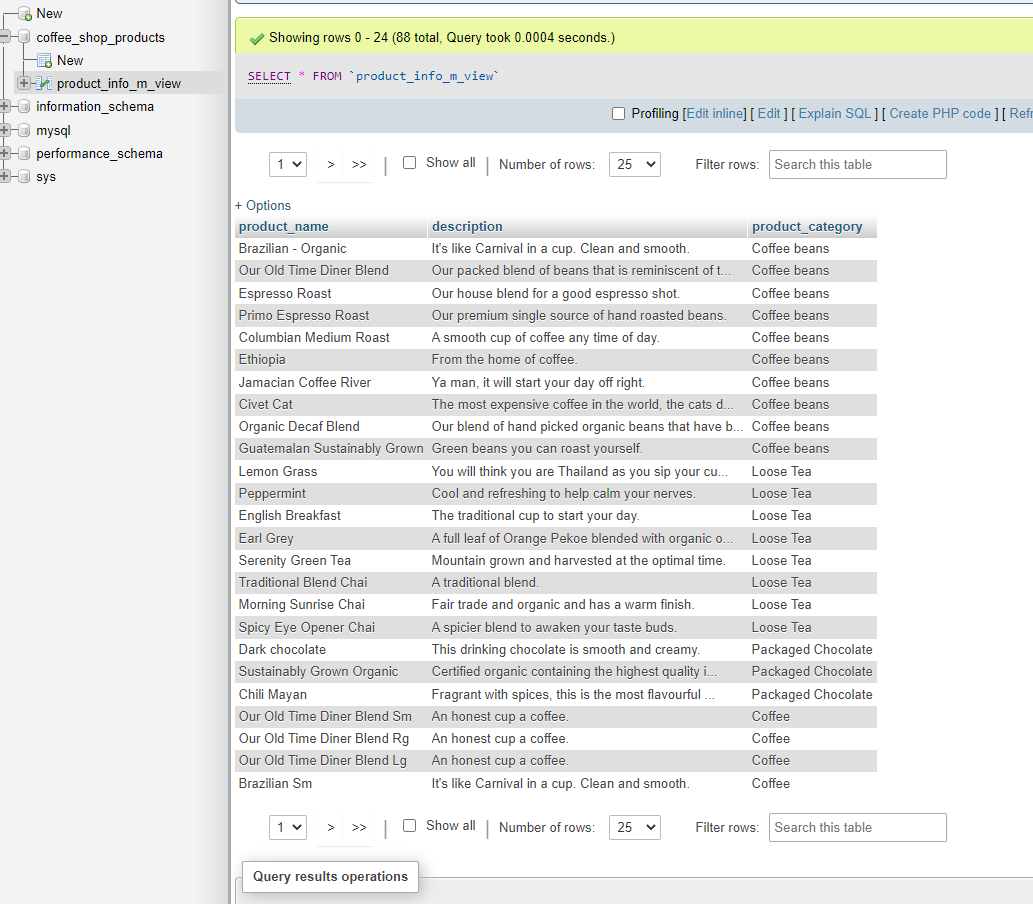 New
coffee_shop_products
New
product_info_m_view
information_schema
mysql
performance_schema
sys
Showing rows 0 - 24 (88 total, Query took 0.0004 seconds.)
SELECT * FROM `product_info_m_view`
Profiling [Edit inline] [ Edit ] [ Explain SQL ] [ Create PHP code ] [ Refr
1 > >> | Show all | Number of rows: 25 Filter rows: Search this table
+ Options
product_name description product_category
Brazilian - Organic It's like Carnival in a cup. Clean and smooth. Coffee beans
Our Old Time Diner Blend Our packed blend of beans that is reminiscent of t... Coffee beans
Espresso Roast Our house blend for a good espresso shot. Coffee beans
Primo Espresso Roast Our premium single source of hand roasted beans. Coffee beans
Columbian Medium Roast A smooth cup of coffee any time of day. Coffee beans
Ethiopia From the home of coffee. Coffee beans
Jamacian Coffee River Ya man, it will start your day off right. Coffee beans
Civet Cat The most expensive coffee in the world, the cats d... Coffee beans
Organic Decaf Blend Our blend of hand picked organic beans that have b... Coffee beans
Guatemalan Sustainably Grown Green beans you can roast yourself. Coffee beans
Lemon Grass You will think you are Thailand as you sip your cu... Loose Tea
Peppermint Cool and refreshing to help calm your nerves. Loose Tea
English Breakfast The traditional cup to start your day. Loose Tea
Earl Grey A full leaf of Orange Pekoe blended with organic o... Loose Tea
Serenity Green Tea Mountain grown and harvested at the optimal time. Loose Tea
Traditional Blend Chai A traditional blend. Loose Tea
Morning Sunrise Chai Fair trade and organic and has a warm finish. Loose Tea
Spicy Eye Opener Chai A spicier blend to awaken your taste buds. Loose Tea
Dark chocolate This drinking chocolate is smooth and creamy. Packaged Chocolate
Sustainably Grown Organic Certified organic containing the highest quality i... Packaged Chocolate
Chili Mayan Fragrant with spices, this is the most flavourful ... Packaged Chocolate
Our Old Time Diner Blend Sm An honest cup a coffee. Coffee
Our Old Time Diner Blend Rg An honest cup a coffee. Coffee
Our Old Time Diner Blend Lg An honest cup a coffee. Coffee
Brazilian Sm It's like Carnival in a cup. Clean and smooth. Coffee
1 > >> | Show all | Number of rows: 25 Filter rows: Search this table
Query results operations